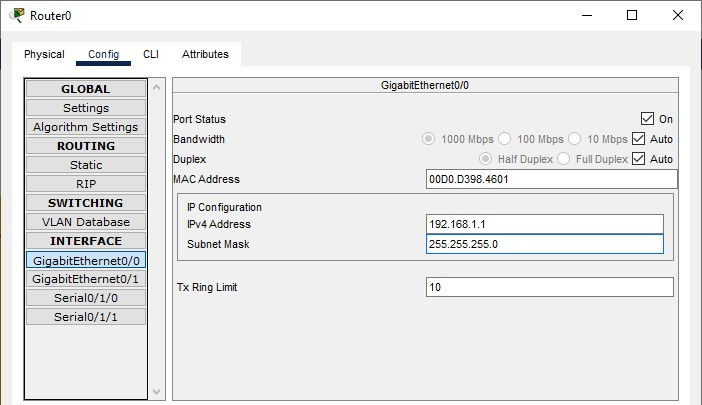 Router0
Physical Config CLI Attributes
GLOBAL
Settings
Algorithm Settings
ROUTING
Static
RIP
SWITCHING
VLAN Database
INTERFACE
GigabitEthernet0/0
GigabitEthernet0/1
Serial0/1/0
Serial0/1/1
GigabitEthernet0/0
Port Status On
Bandwidth 1000 Mbps 100 Mbps 10 Mbps Auto
Duplex Half Duplex Full Duplex Auto
MAC Address 00D0.D398.4601
IP Configuration
IPv4 Address 192.168.1.1
Subnet Mask 255.255.255.0
Tx Ring Limit 10